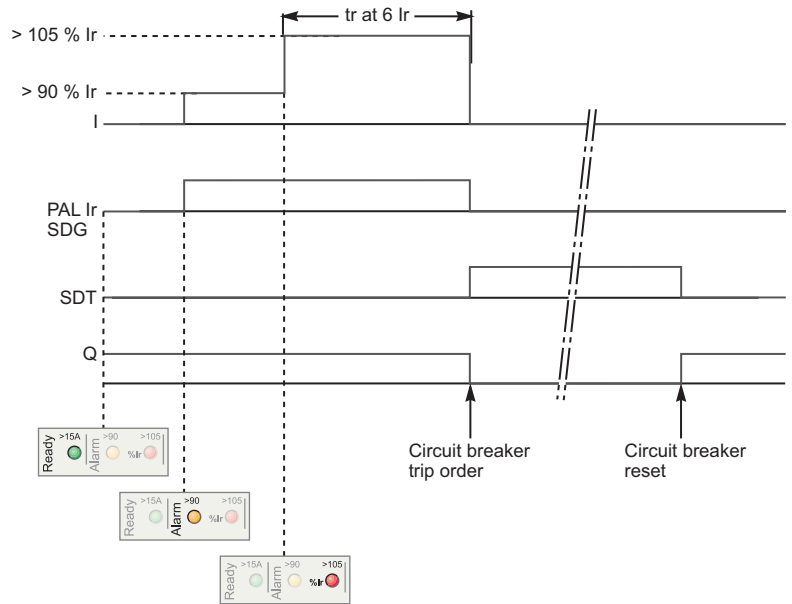 tr at 6 Ir
> 105 % Ir
> 90 % Ir
I
PAL Ir
SDG
SDT
Q
Circuit breaker
trip order
Circuit breaker
reset
Ready >15A Alarm >90 %Ir >105
Ready >15A Alarm >90 %Ir >105
Ready >15A Alarm >90 %Ir >105